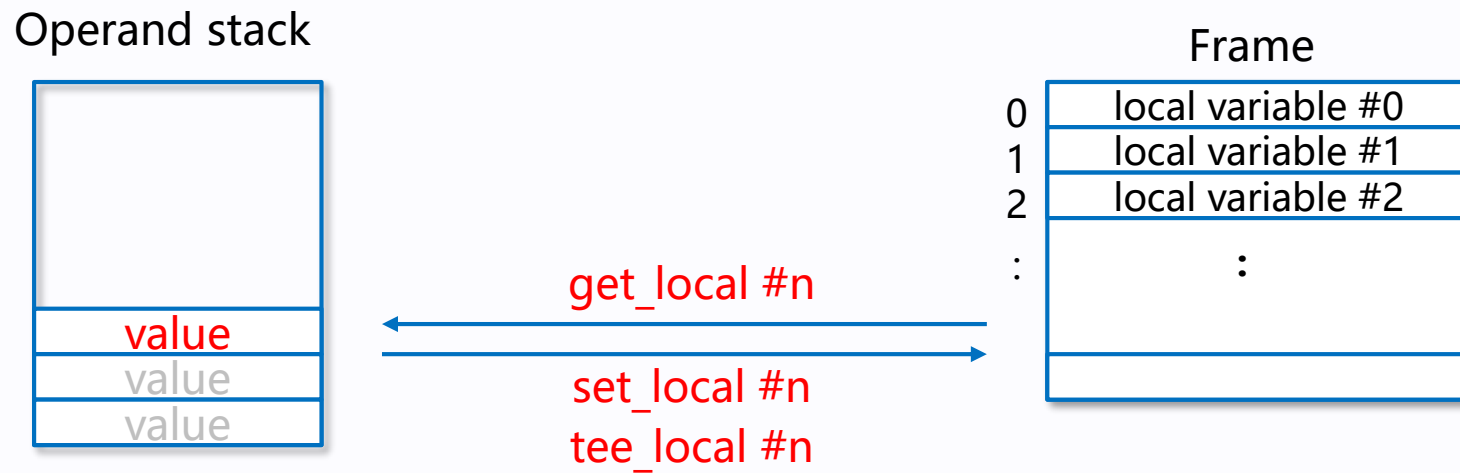 Operand stack
value
value
value
get_local #n
set_local #n
tee_local #n
Frame
0 local variable #0
1 local variable #1
2 local variable #2
: :